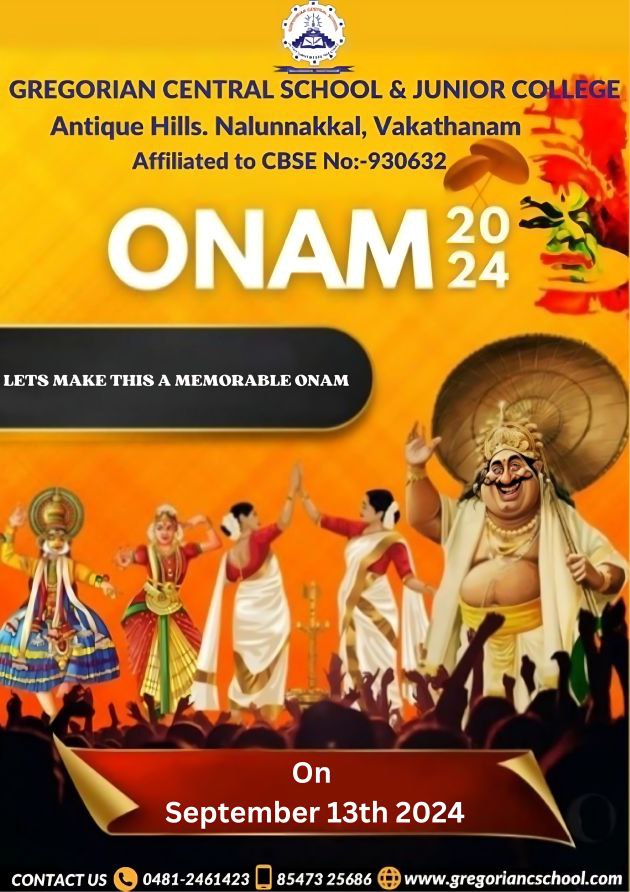 GREGORIAN CENTRAL SCHOOL & JUNIOR COLLEGE
Antique Hills. Nalunnakkal, Vakathanam
Affiliated to CBSE No:-930632
ONAM 20
24
LETS MAKE THIS A MEMORABLE ONAM
On
September 13th 2024
CONTACT US 0481-2461423 85473 25686 www.gregoriancschool.com